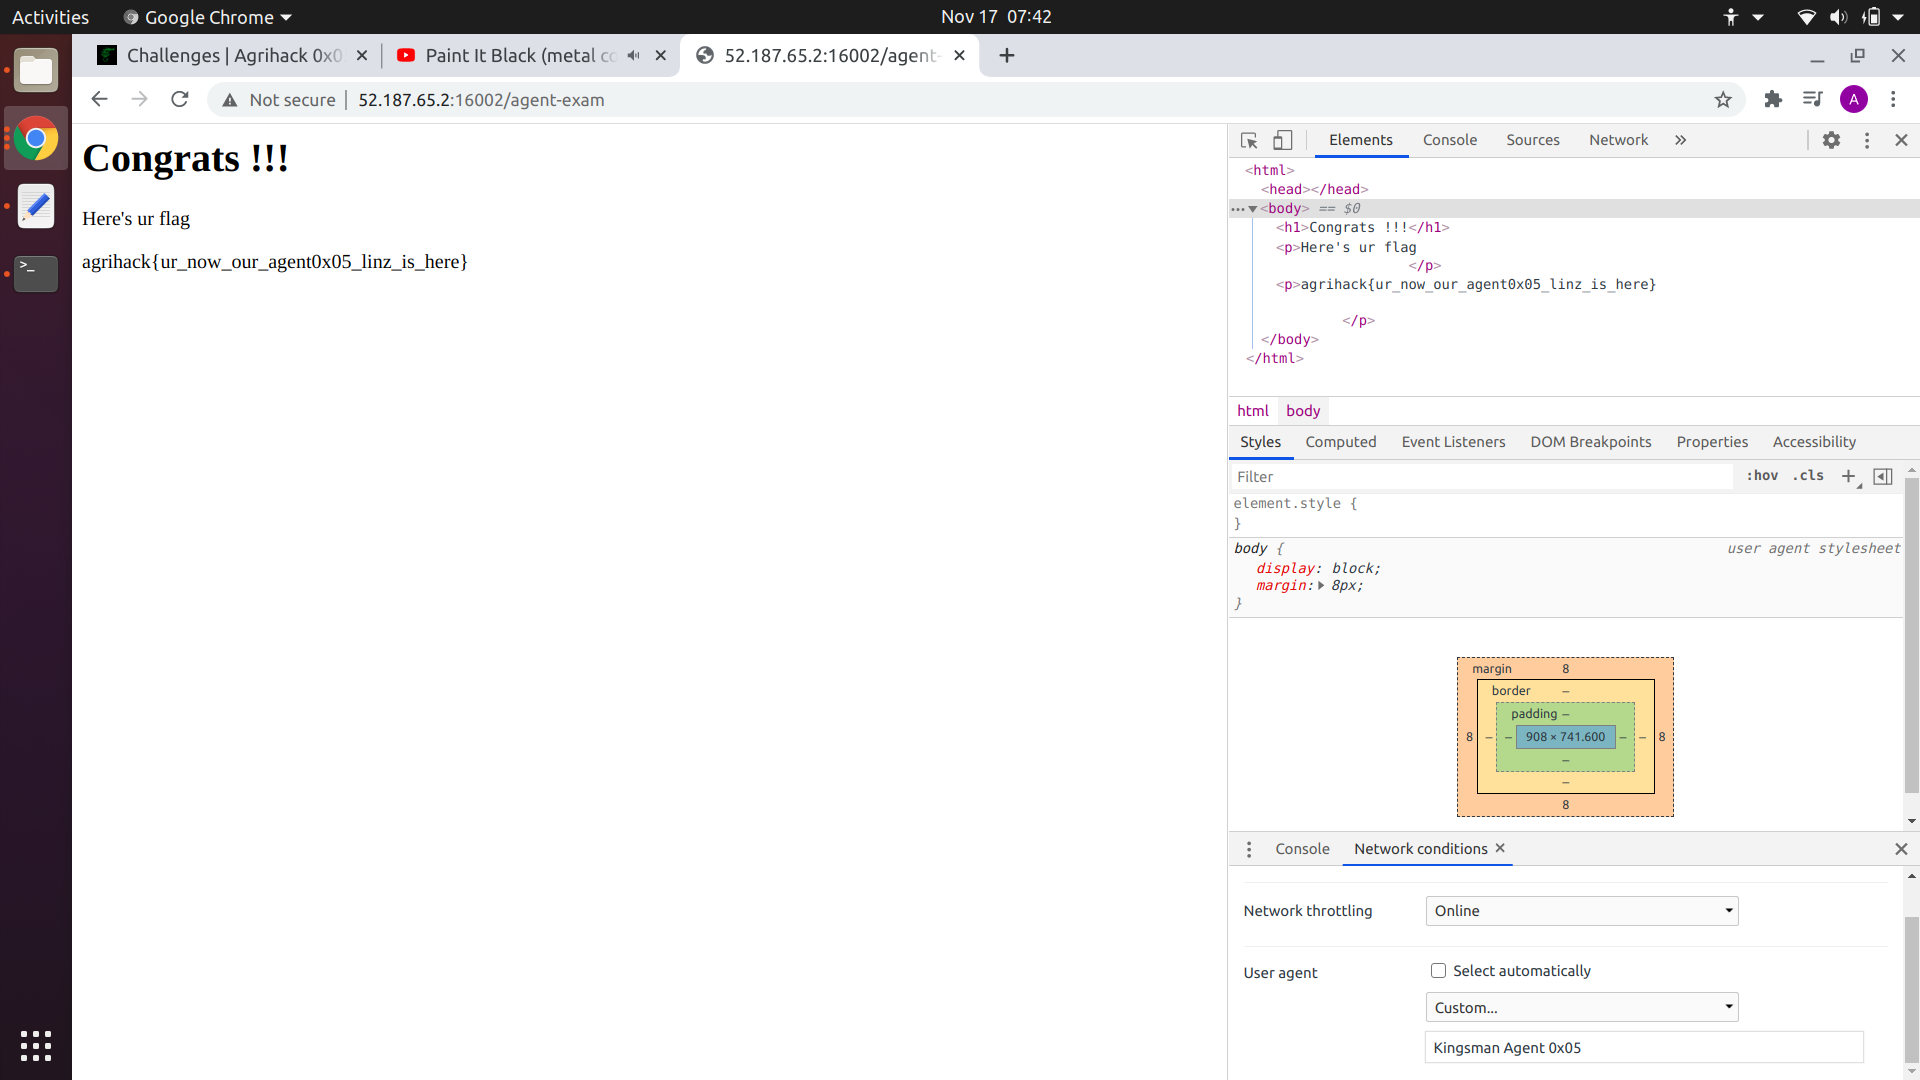 Activities
Google Chrome
Nov 17  07:42
Challenges | Agrihack 0x0
Paint It Black (metal co
52.187.65.2:16002/agent-
Not secure
52.187.65.2:16002/agent-exam
A
Congrats !!!
Here's ur flag
agrihack{ur_now_our_agent0x05_linz_is_here}
Elements
Console
Sources
Network
<html>
<head></head>
<body> == $0
<h1>Congrats !!!</h1>
<p>Here's ur flag
</p>
<p>agrihack{ur_now_our_agent0x05_linz_is_here}
</p>
</body>
</html>
html
body
Styles
Computed
Event Listeners
DOM Breakpoints
Properties
Accessibility
Filter
:hov
.cls
element.style {
}
body {
user agent stylesheet
display: block;
margin: 8px;
}
margin
8
border
–
padding –
8 – – 908 × 741.600 – – 8
–
–
8
Console
Network conditions
Network throttling
Online
User agent
Select automatically
Custom...
Kingsman Agent 0x05